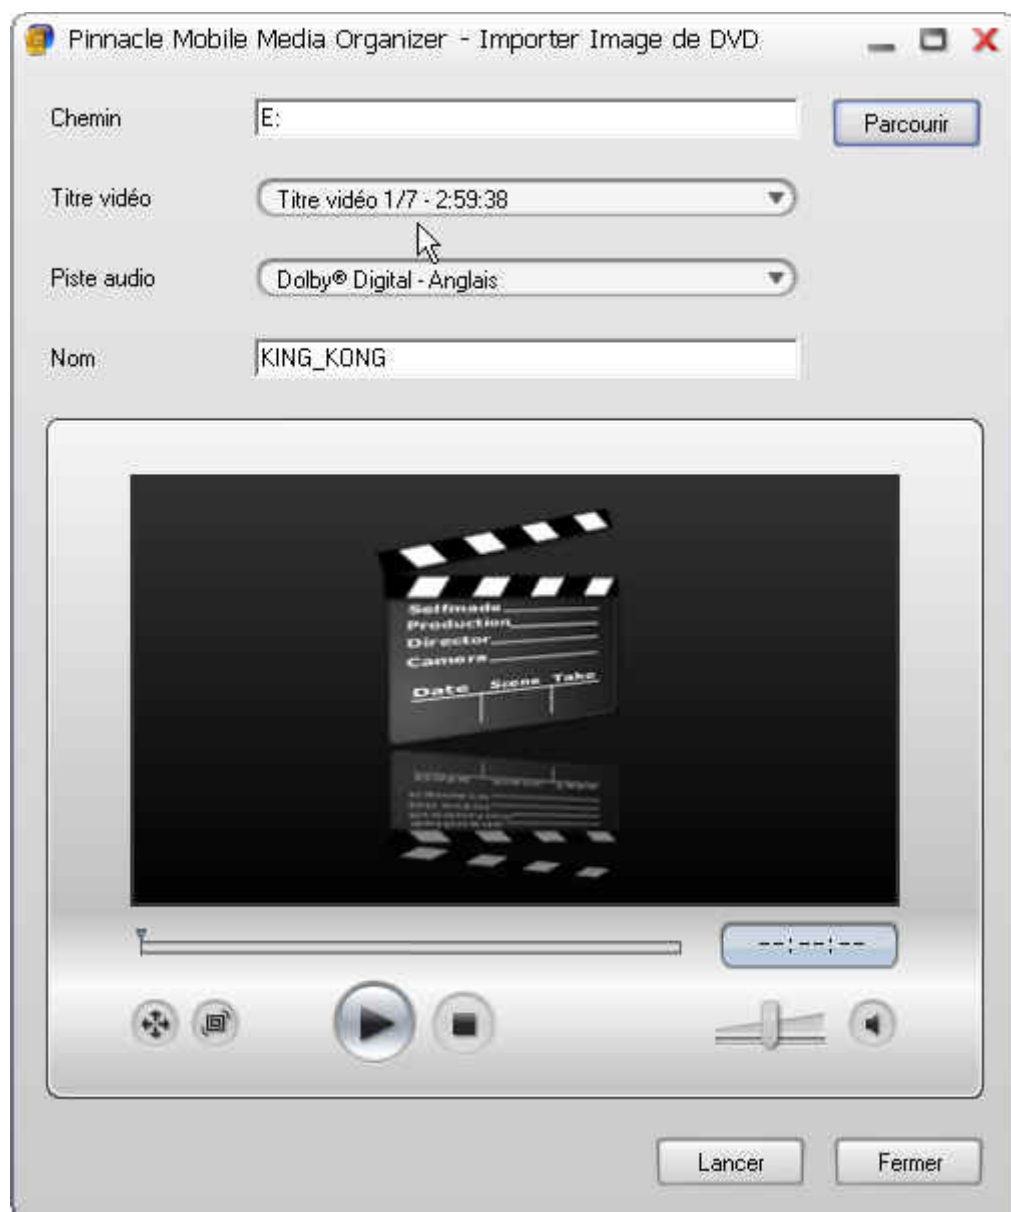 Pinnacle Mobile Media Organizer - Importer Image de DVD
Chemin
E:
Parcourir
Titre vidéo
Titre vidéo 1/7 - 2:59:38
Piste audio
Dolby® Digital - Anglais
Nom
KING_KONG
Selfmade
Production
Director
Camera
Date Scene Take
--:--:--
Lancer
Fermer